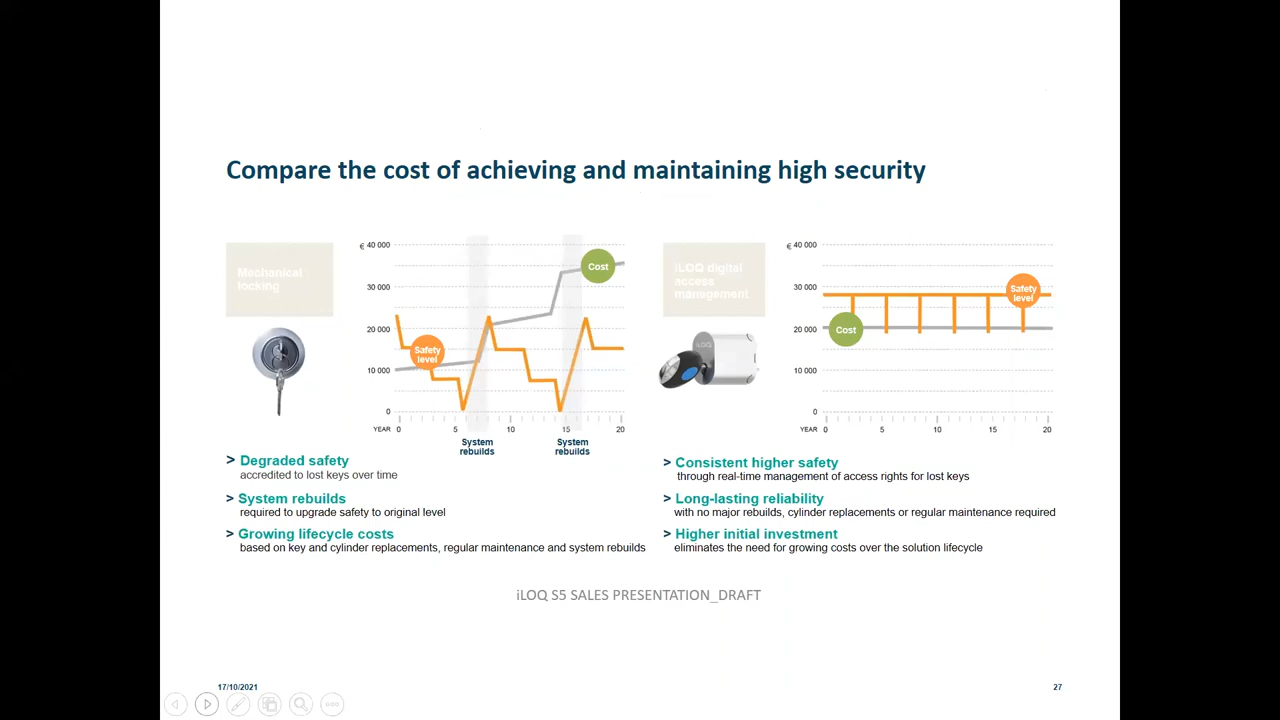 Compare the cost of achieving and maintaining high security
Mechanical
locking
€ 40 000
30 000
20 000
10 000
0
Cost
Safety
level
YEAR 0 5 10 15 20
System
rebuilds
System
rebuilds
> Degraded safety
accredited to lost keys over time
> System rebuilds
required to upgrade safety to original level
> Growing lifecycle costs
based on key and cylinder replacements, regular maintenance and system rebuilds
iLOQ digital
access
management
iLOQ
€ 40 000
30 000
20 000
10 000
0
Safety
level
Cost
YEAR 0 5 10 15 20
> Consistent higher safety
through real-time management of access rights for lost keys
> Long-lasting reliability
with no major rebuilds, cylinder replacements or regular maintenance required
> Higher initial investment
eliminates the need for growing costs over the solution lifecycle
iLOQ S5 SALES PRESENTATION_DRAFT
17/10/2021
27